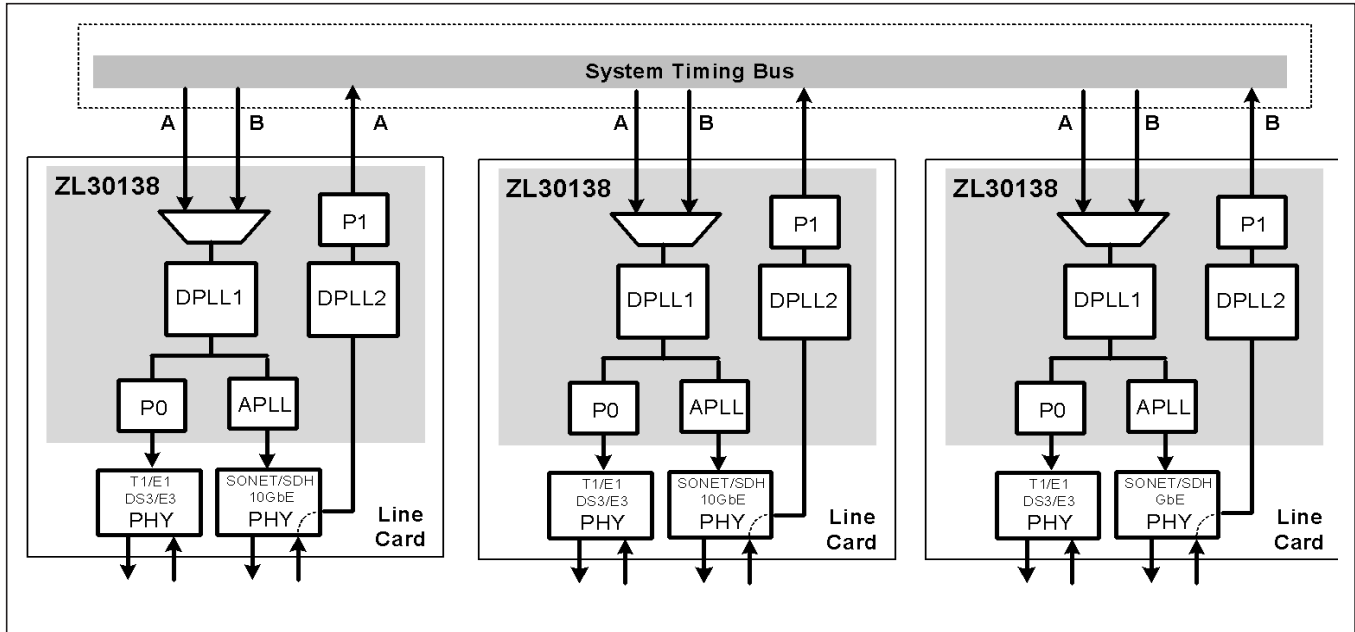 System Timing Bus
A B A
A B
A B B
ZL30138
P1
DPLL1
DPLL2
P0
APLL
T1/E1
DS3/E3
PHY
SONET/SDH
10GbE
PHY
Line
Card
ZL30138
P1
DPLL1
DPLL2
P0
APLL
T1/E1
DS3/E3
PHY
SONET/SDH
10GbE
PHY
Line
Card
ZL30138
P1
DPLL1
DPLL2
P0
APLL
T1/E1
DS3/E3
PHY
SONET/SDH
GbE
PHY
Line
Card